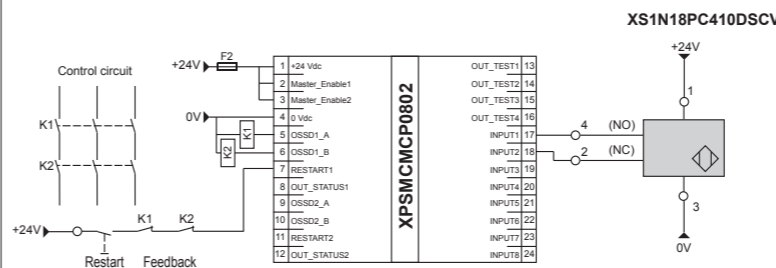 XS1N18PC410DSCV
+24V
Control circuit
+24V
F2
K1
K2
0V
K1
K2
1 +24 Vdc
2 Master_Enable1
3 Master_Enable2
4 0 Vdc
5 OSSD1_A
6 OSSD1_B
7 RESTART1
8 OUT_STATUS1
9 OSSD2_A
10 OSSD2_B
11 RESTART2
12 OUT_STATUS2
XPSMCMCP0802
OUT_TEST1 13
OUT_TEST2 14
OUT_TEST3 15
OUT_TEST4 16
INPUT1 17
INPUT2 18
INPUT3 19
INPUT4 20
INPUT5 21
INPUT6 22
INPUT7 23
INPUT8 24
1
4 (NO)
2 (NC)
3
0V
+24V
K1 K2
Restart Feedback